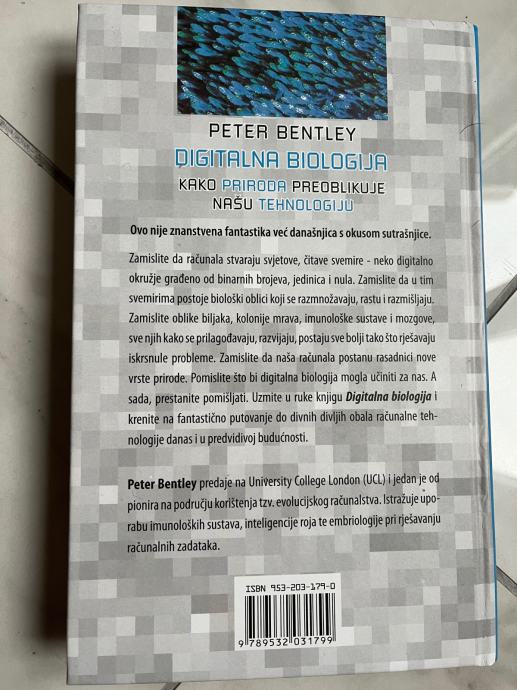 PETER BENTLEY
DIGITALNA BIOLOGIJA
KAKO PRIRODA PREOBLIKUJE
NAŠU TEHNOLOGIJU
Ovo nije znanstvena fantastika već današnjica s okusom sutrašnjice.
Zamislite da računala stvaraju svjetove, čitave svemire - neko digitalno
okružje građeno od binarnih brojeva, jedinica i nula. Zamislite da u tim
svemirima postoje biološki oblici koji se razmnožavaju, rastu i razmišljaju.
Zamislite oblike biljaka, kolonije mrava, imunološke sustave i mozgove,
sve njih kako se prilagođavaju, razvijaju, postaju sve bolji tako što rješavaju
iskrsnule probleme. Zamislite da naša računala postanu rasadnici nove
vrste prirode. Pomislite što bi digitalna biologija mogla učiniti za nas. A
sada, prestanite pomišljati. Uzmite u ruke knjigu Digitalna biologija i
krenite na fantastično putovanje do divnih divljih obala računalne teh-
nologije danas i u predvidivoj budućnosti.
Peter Bentley predaje na University College London (UCL) i jedan je od
pionira na području korištenja tzv. evolucijskog računalstva. Istražuje upo-
rabu imunoloških sustava, inteligencije roja te embriologije pri rješavanju
računalnih zadataka.
ISBN 953-203-179-0
9 789532 031799